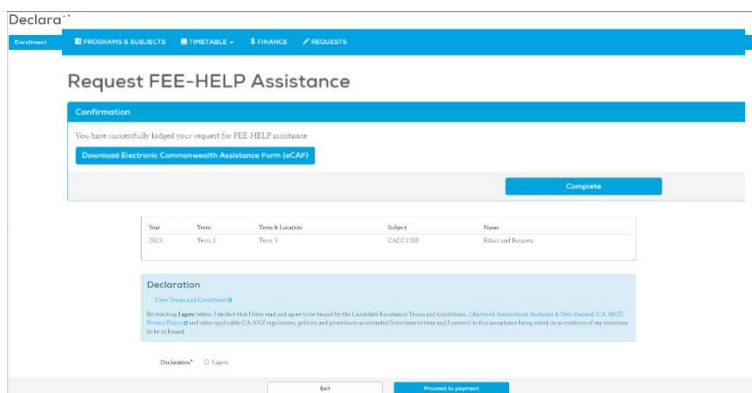 Declara
Enrolment
PROGRAMS & SUBJECTS TIMETABLE FINANCE REQUESTS
Request FEE-HELP Assistance
Confirmation
You have successfully lodged your request for FEE-HELP assistance
Download Electronic Commonwealth Assistance Form (eCAF)
Complete
Year Term Term & Location Subject Name
2023 Term 3 Term 3 Ethics and Business
Declaration
View Terms and Conditions
By selecting I agree below, I declare that I have read and agree to be bound by the Candidate Enrolment Terms and Conditions, Chartered Accountants Australia & New Zealand (CA ANZ)
Privacy Policy and other applicable CA ANZ regulations, policies and procedures as amended from time to time and I consent to this acceptance being relied on as evidence of my intention
to be so bound.
Declaration* I agree
Exit Proceed to payment